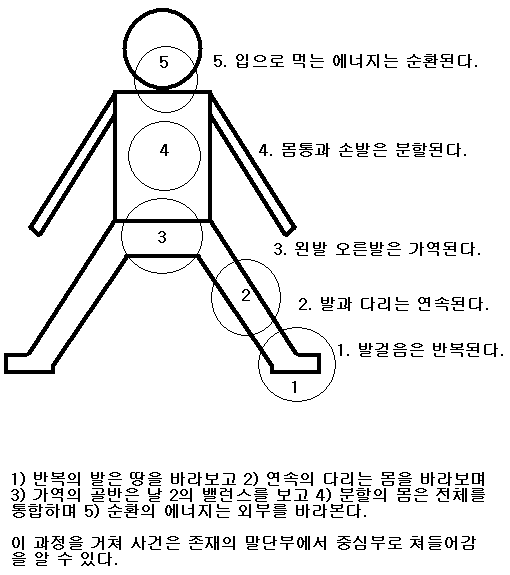 5
5. 입으로 먹는 에너지는 순환된다.
4
4. 몸통과 손발은 분할된다.
3
3. 왼발 오른발은 가역된다.
2
2. 발과 다리는 연속된다.
1. 발걸음은 반복된다.
1
1) 반복의 발은 땅을 바라보고 2) 연속의 다리는 몸을 바라보며
3) 가역의 골반은 날 2의 밸런스를 보고 4) 분할의 몸은 전체를
통합하며 5) 순환의 에너지는 외부를 바라본다.
이 과정을 거쳐 사건은 존재의 말단부에서 중심부로 쳐들어감
을 알 수 있다.